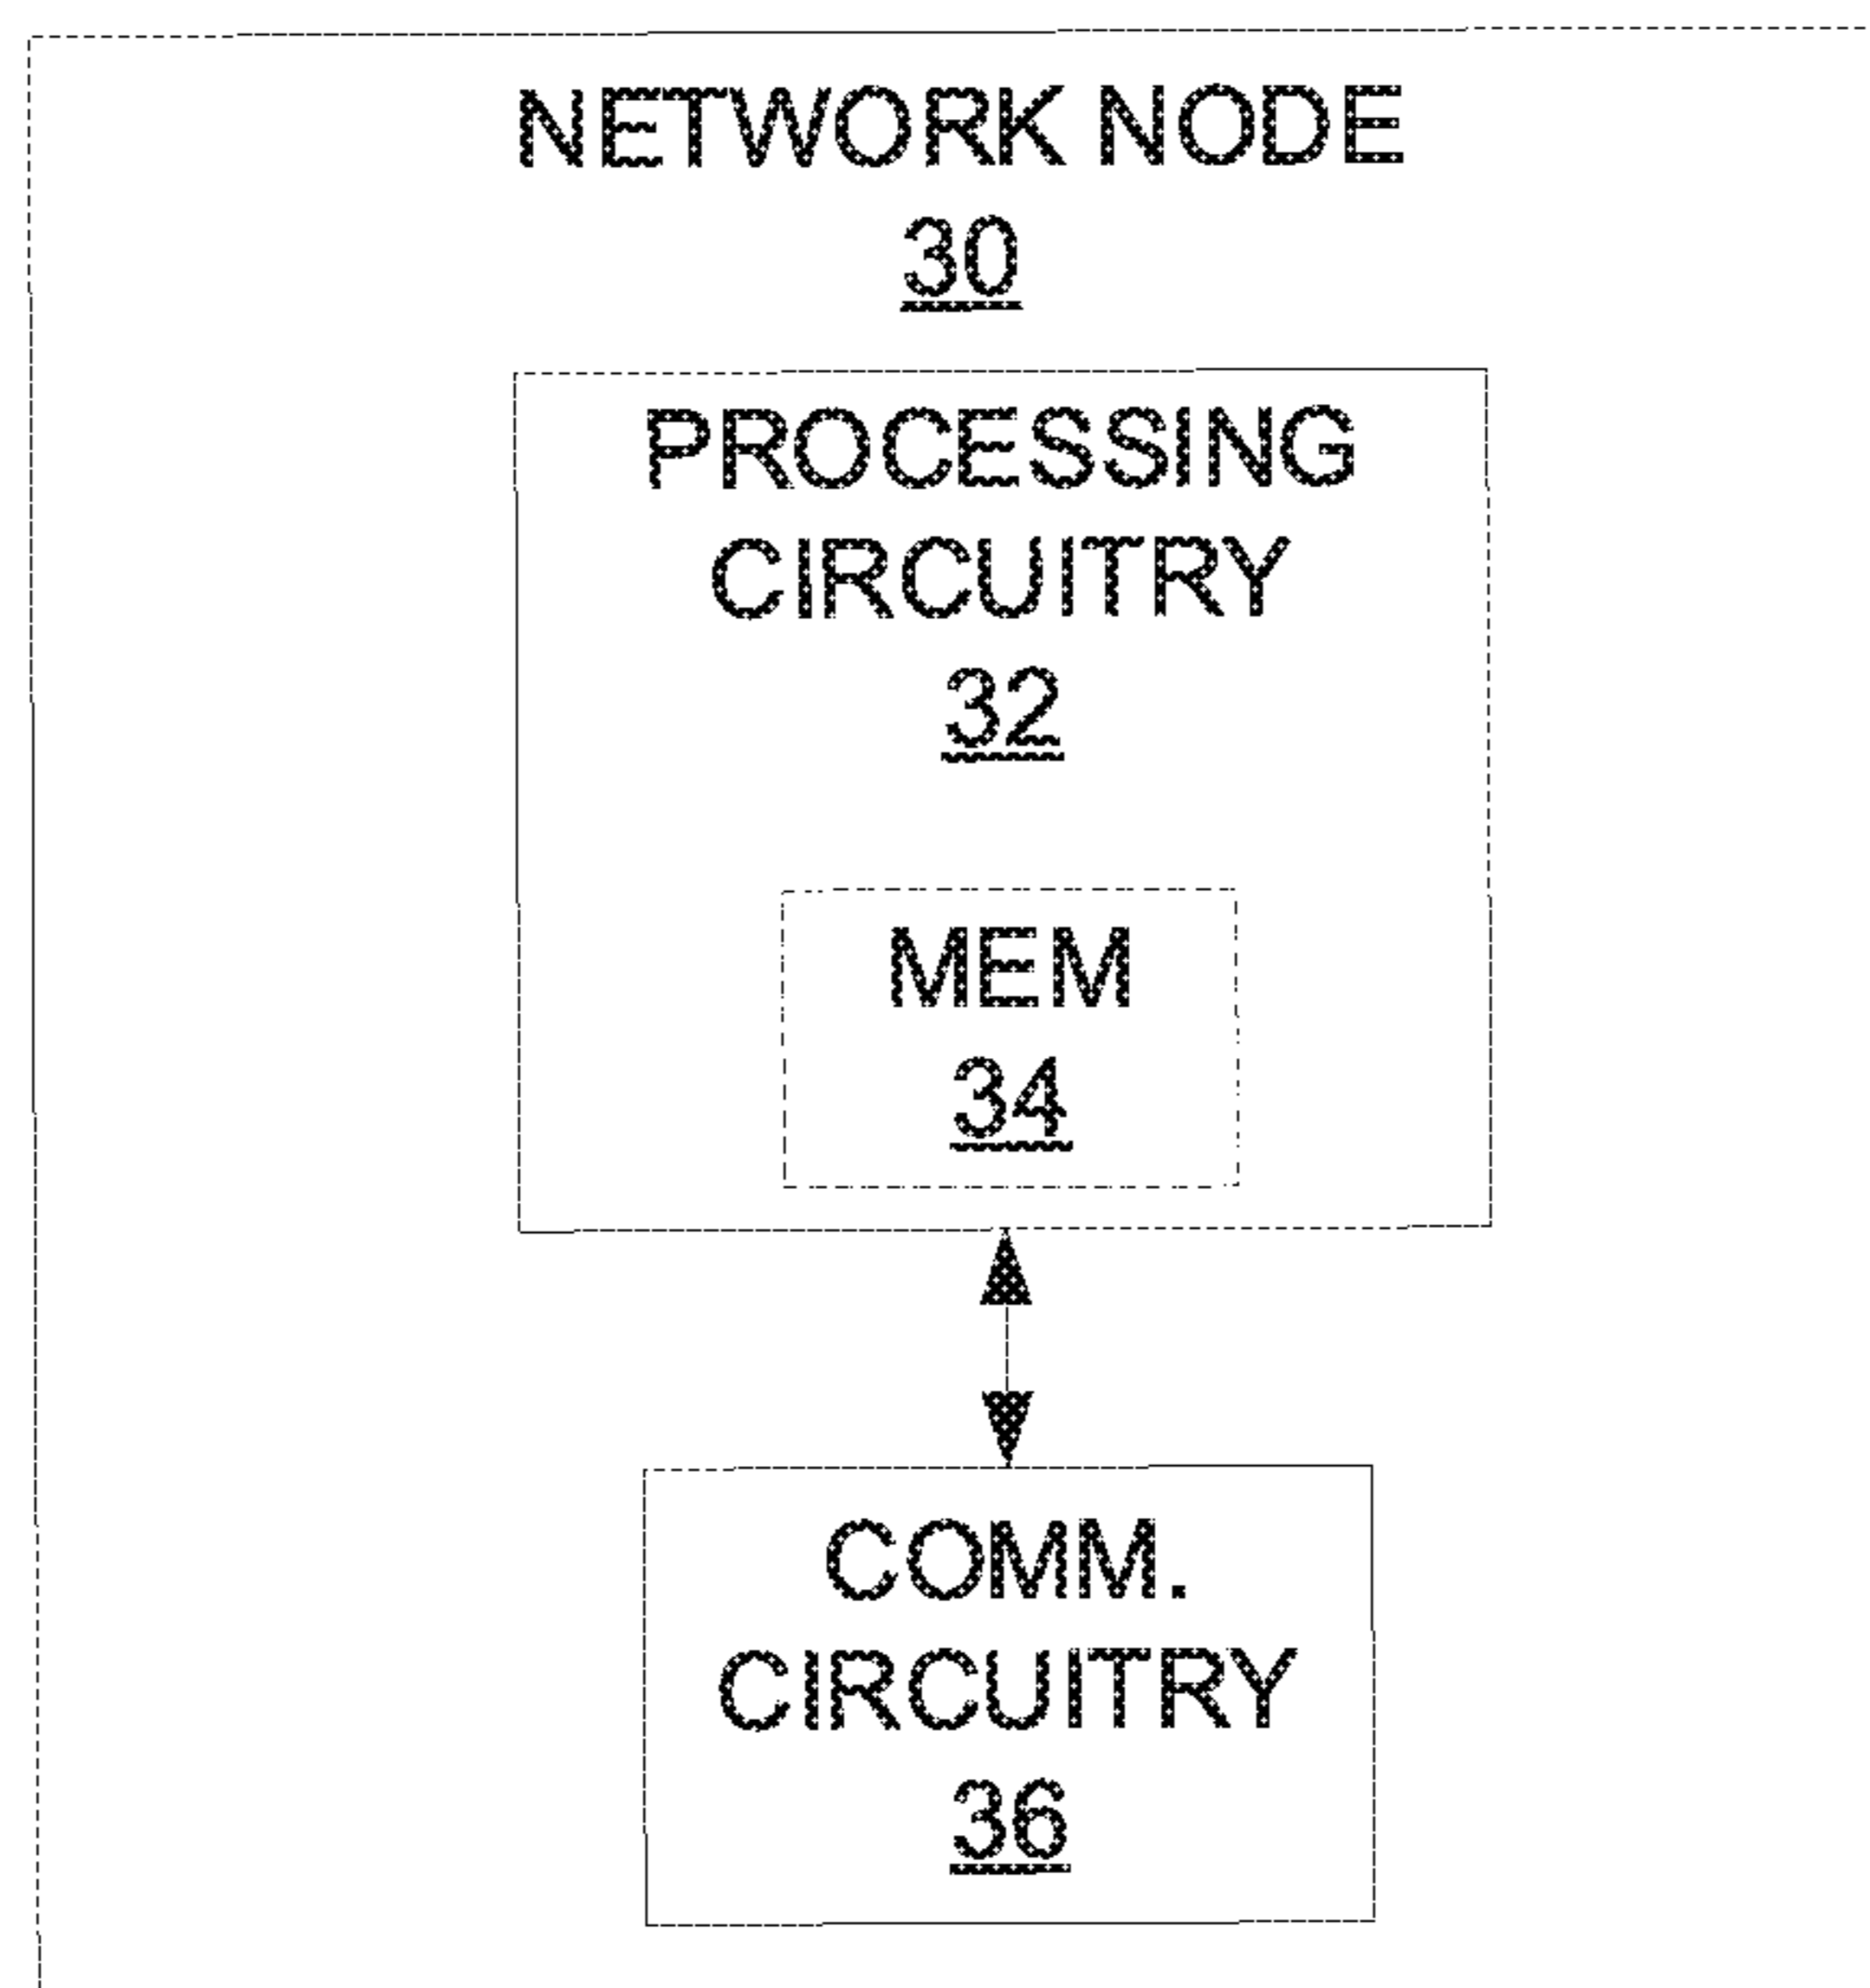 NETWORK NODE
30
PROCESSING
CIRCUITRY
32
MEM
34
COMM.
CIRCUITRY
36